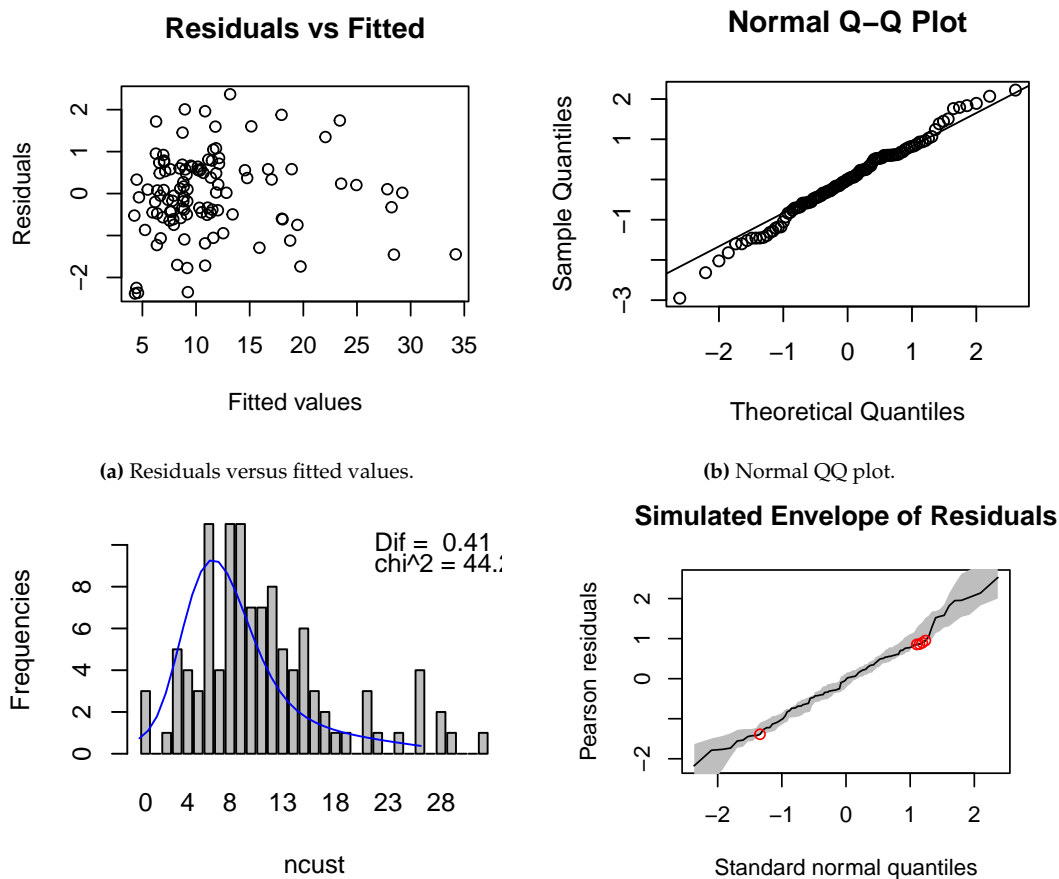 Residuals vs Fitted
Residuals
2
1
0
−2
5 10 15 20 25 30 35
Fitted values
(a) Residuals versus fitted values.
Normal Q−Q Plot
Sample Quantiles
2
1
−1
−3
−2 −1 0 1 2
Theoretical Quantiles
(b) Normal QQ plot.
Dif = 0.41
chi^2 = 44.2
Frequencies
8
6
4
2
0
0 4 8 13 18 23 28
ncust
Simulated Envelope of Residuals
Pearson residuals
2
1
0
−2
−2 −1 0 1 2
Standard normal quantiles